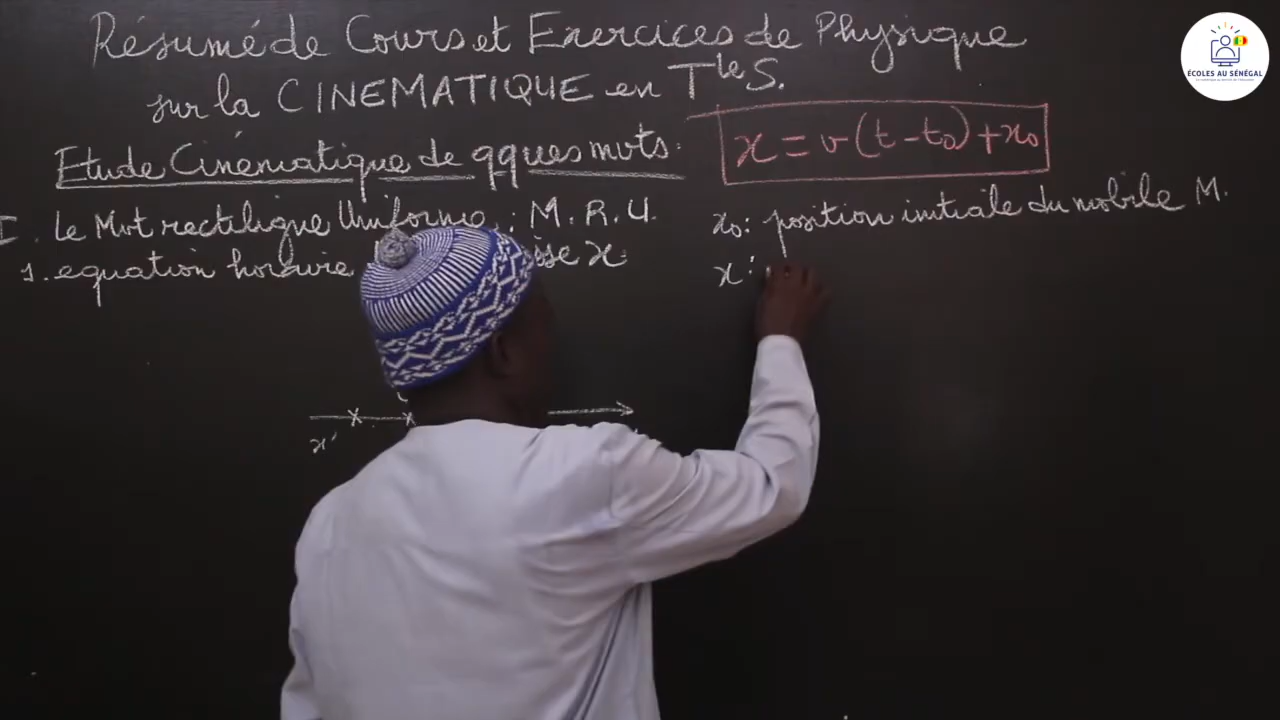 Résumé de Cours et Exercices de Physique
sur la CINEMATIQUE en Tle S.
Etude Cinématique de qques mvts.
I. Le Mvt rectiligne Uniforme : M.R.U.
1. equation horaire
x.
x'
x = v(t - t0) + x0
x0: position initiale du mobile M.
x:
ÉCOLES AU SÉNÉGAL